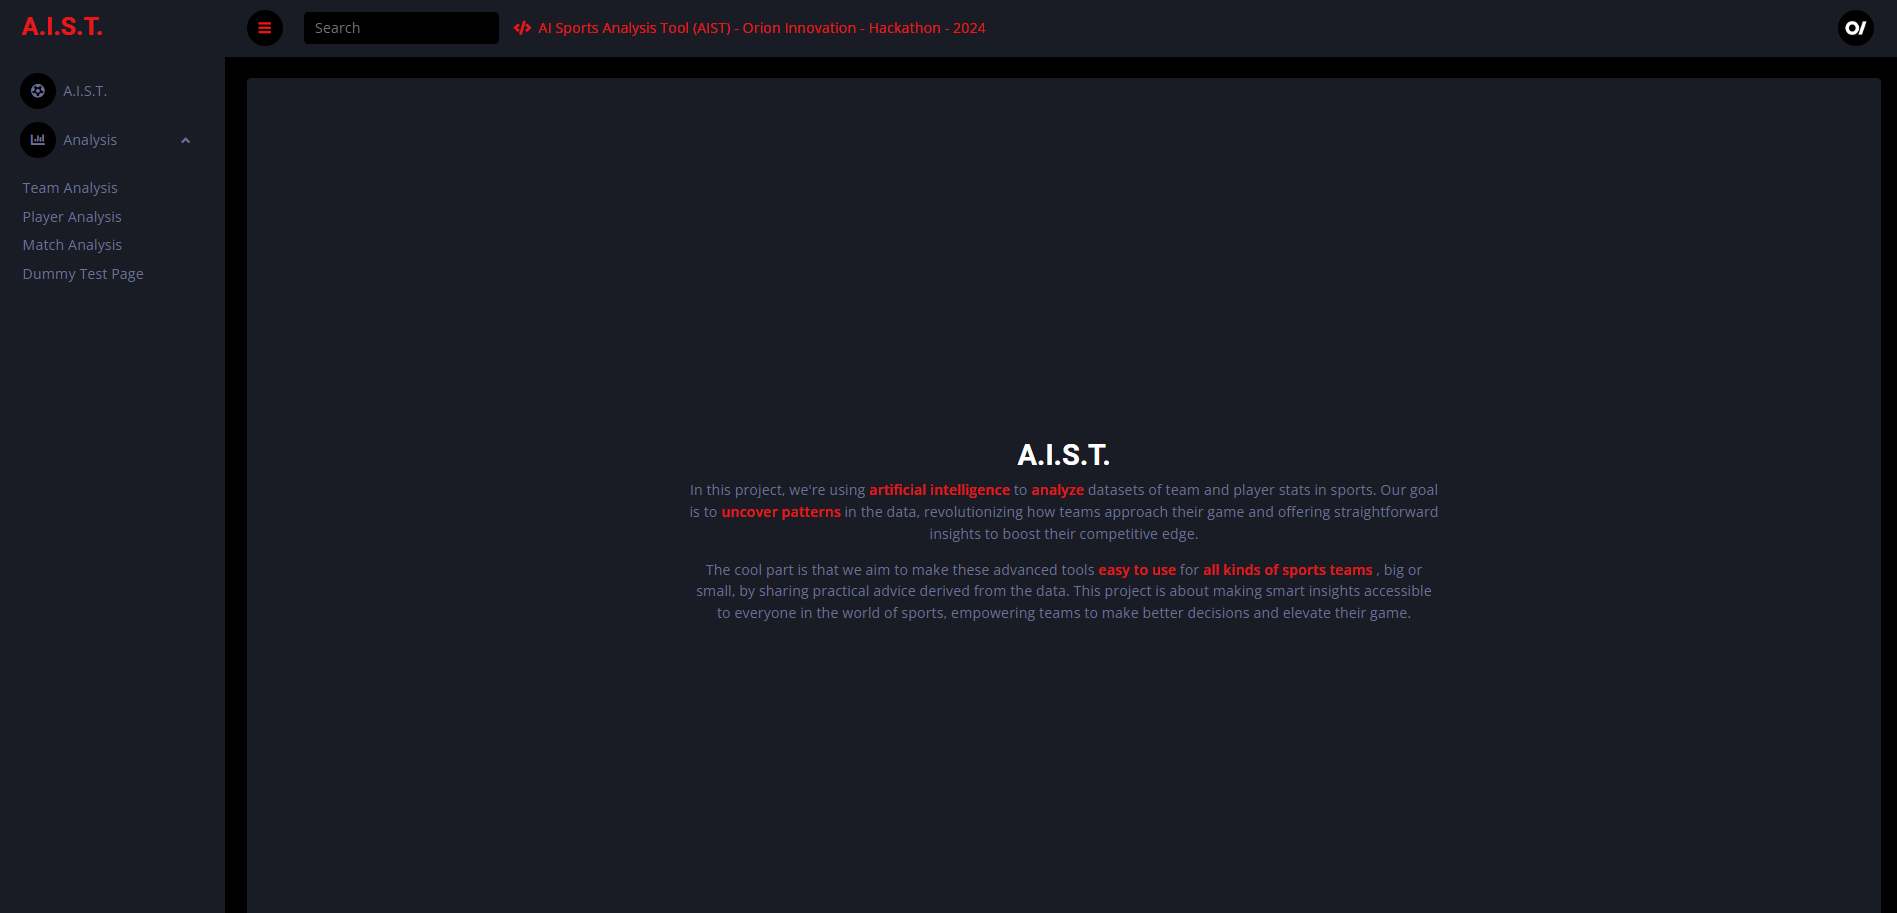 A.I.S.T.
Search
AI Sports Analysis Tool (AIST) - Orion Innovation - Hackathon - 2024
A.I.S.T.
Analysis
Team Analysis
Player Analysis
Match Analysis
Dummy Test Page
A.I.S.T.
In this project, we're using artificial intelligence to analyze datasets of team and player stats in sports. Our goal
is to uncover patterns in the data, revolutionizing how teams approach their game and offering straightforward
insights to boost their competitive edge.
The cool part is that we aim to make these advanced tools easy to use for all kinds of sports teams , big or
small, by sharing practical advice derived from the data. This project is about making smart insights accessible
to everyone in the world of sports, empowering teams to make better decisions and elevate their game.